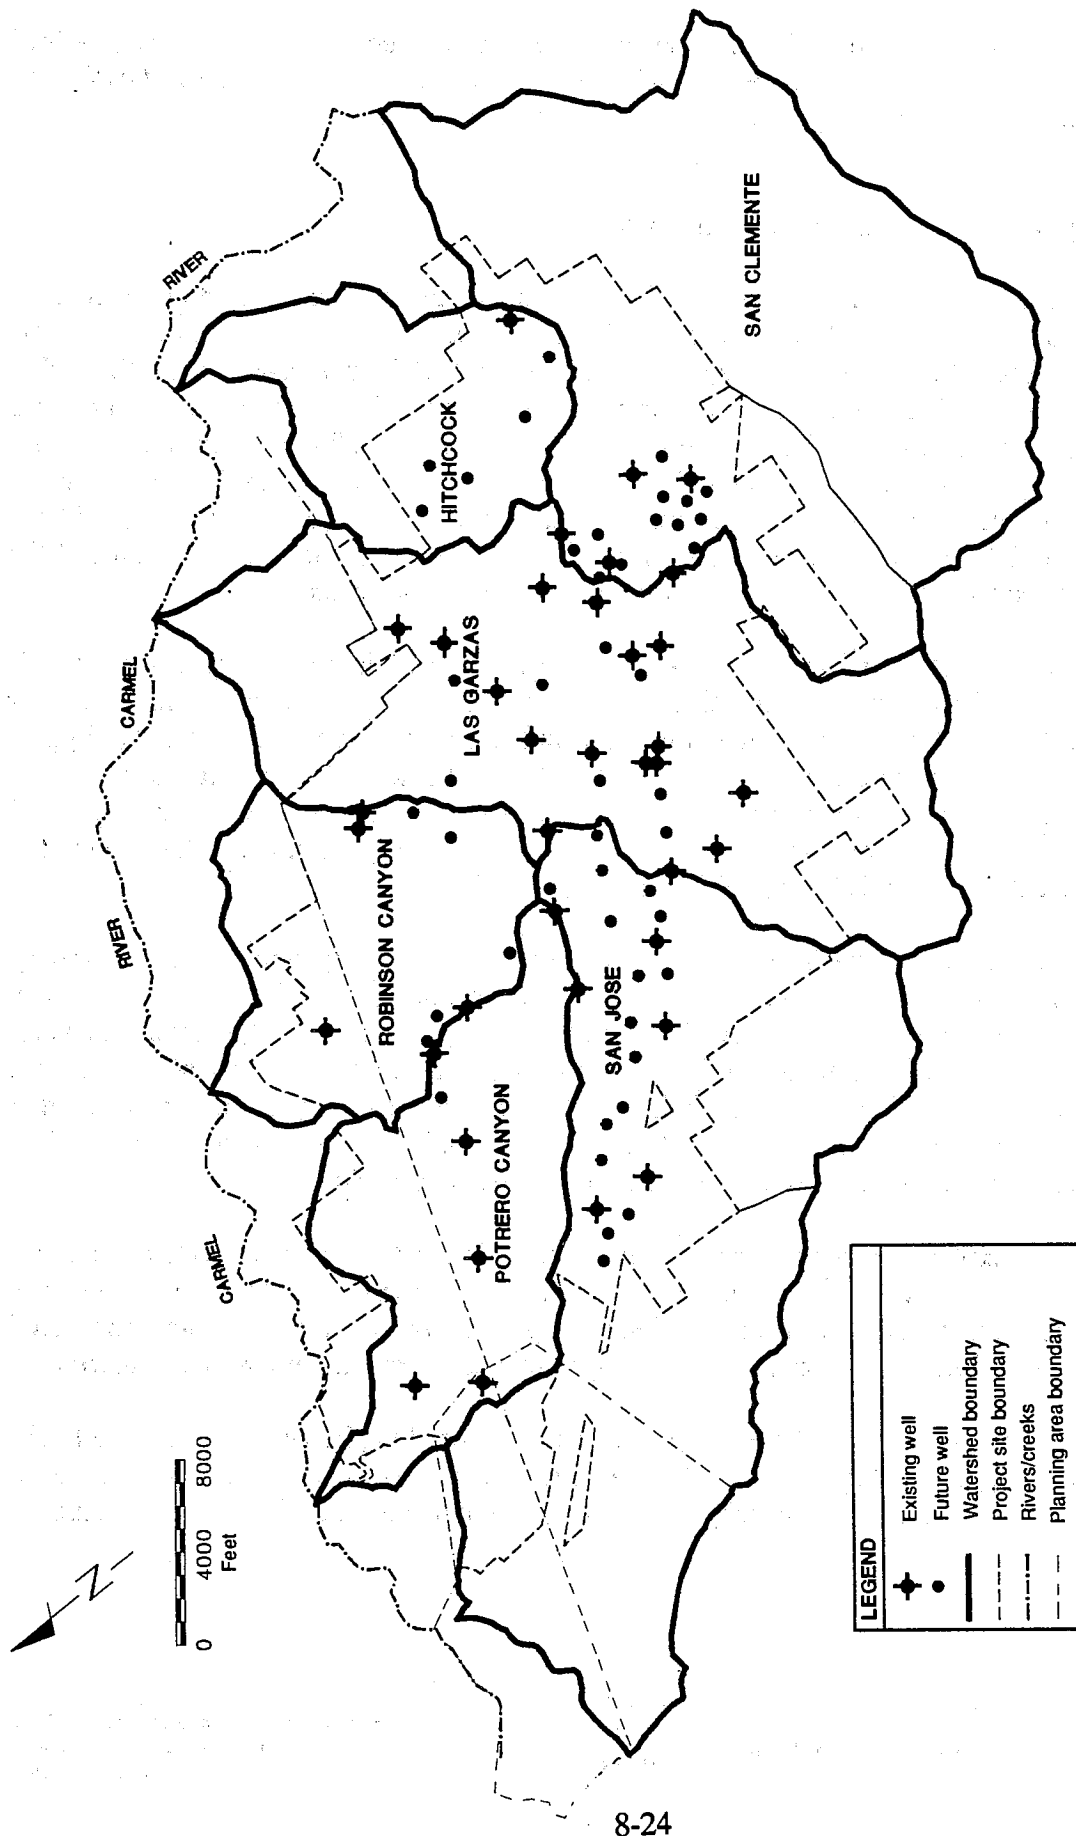 RIVER
CARMEL
RIVER
CARMEL
SAN CLEMENTE
HITCHCOCK
LAS GARZAS
ROBINSON CANYON
SAN JOSE
POTRERO CANYON
N
0 4000 8000
Feet
LEGEND
Existing well
Future well
Watershed boundary
Project site boundary
Rivers/creeks
Planning area boundary
8-24